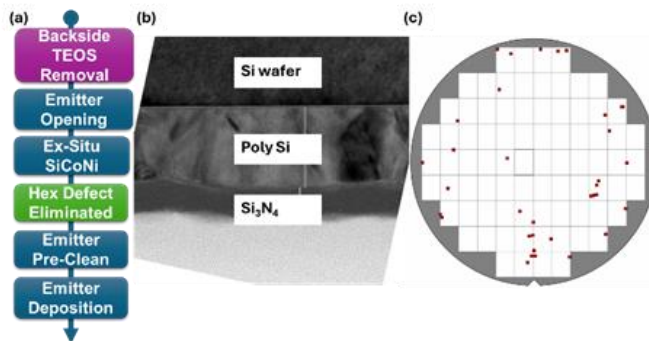 (a)
Backside
TEOS
Removal
Emitter
Opening
Ex-Situ
SiCoNi
Hex Defect
Eliminated
Emitter
Pre-Clean
Emitter
Deposition
(b)
Si wafer
Poly Si
Si₃N₄
(c)